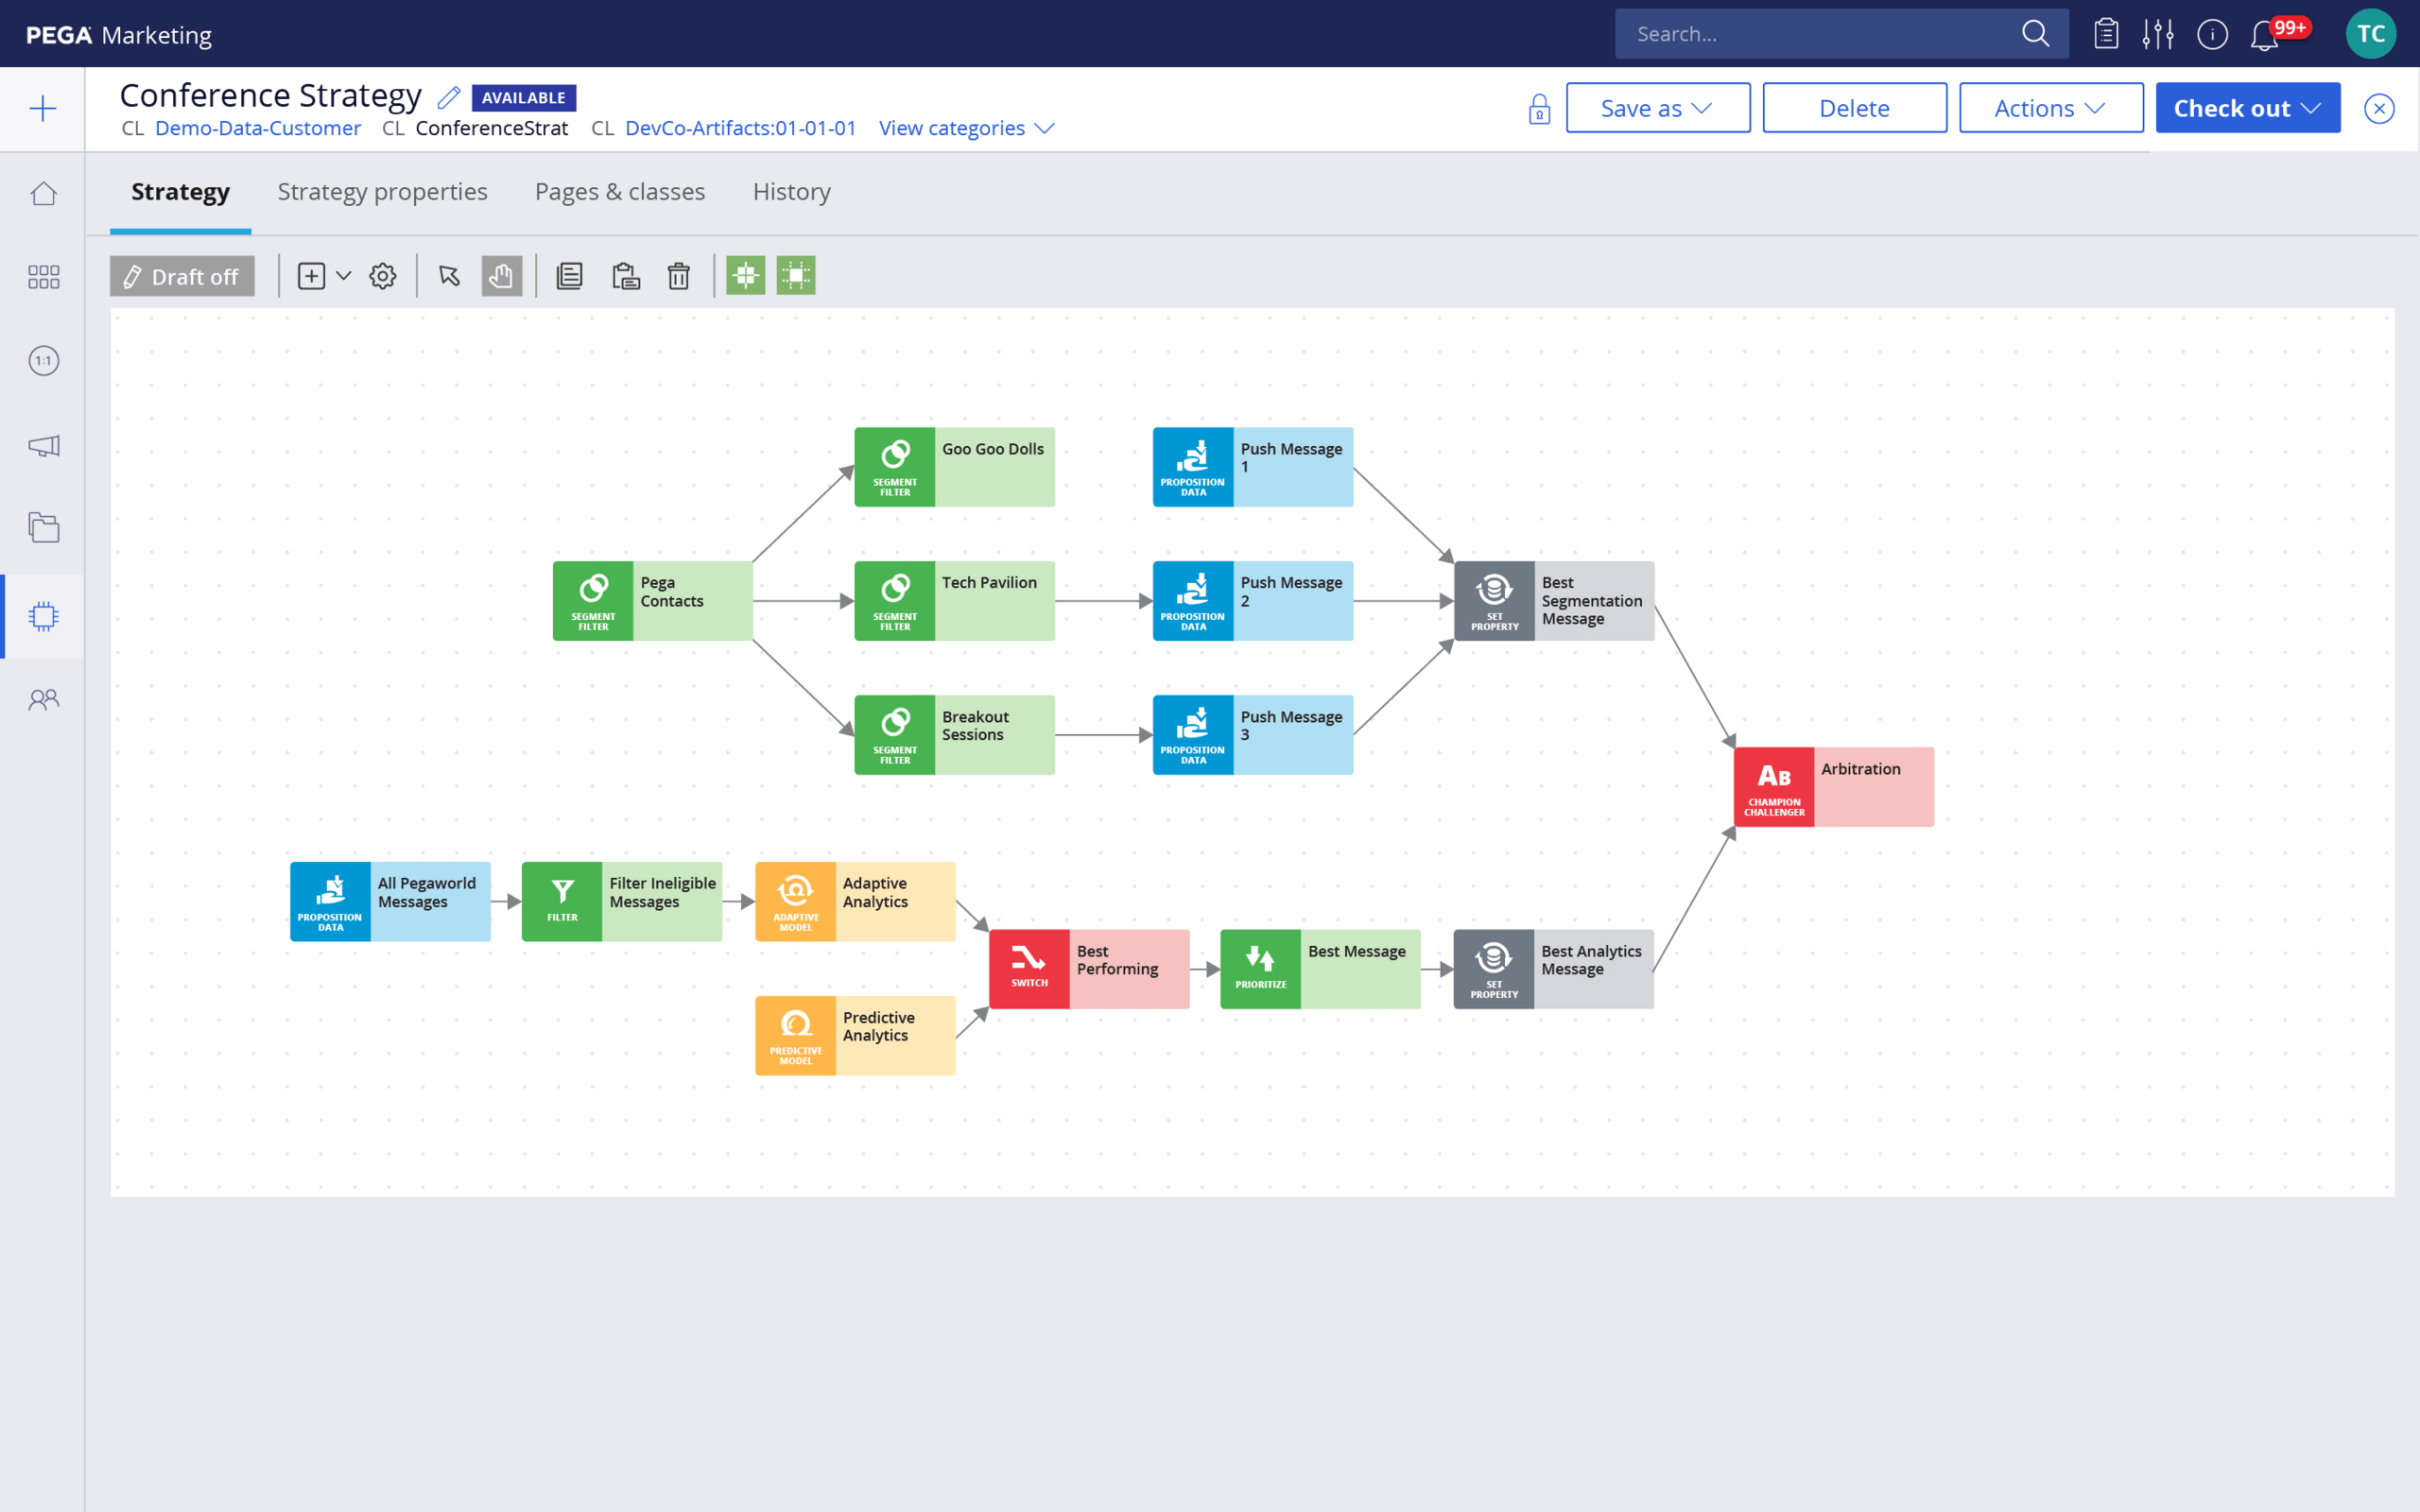 PEGA Marketing
Search...
99+
TC
Conference Strategy AVAILABLE
CL Demo-Data-Customer CL ConferenceStrat CL DevCo-Artifacts:01-01-01 View categories
Save as
Delete
Actions
Check out
Strategy
Strategy properties
Pages & classes
History
1:1
Draft off
SEGMENT
FILTER
Goo Goo Dolls
PROPOSITION
DATA
Push Message
1
SEGMENT
FILTER
Pega
Contacts
SEGMENT
FILTER
Tech Pavilion
PROPOSITION
DATA
Push Message
2
SET
PROPERTY
Best
Segmentation
Message
SEGMENT
FILTER
Breakout
Sessions
PROPOSITION
DATA
Push Message
3
AB
CHAMPION
CHALLENGER
Arbitration
PROPOSITION
DATA
All Pegaworld
Messages
FILTER
Filter Ineligible
Messages
ADAPTIVE
MODEL
Adaptive
Analytics
SWITCH
Best
Performing
PRIORITIZE
Best Message
SET
PROPERTY
Best Analytics
Message
PREDICTIVE
MODEL
Predictive
Analytics